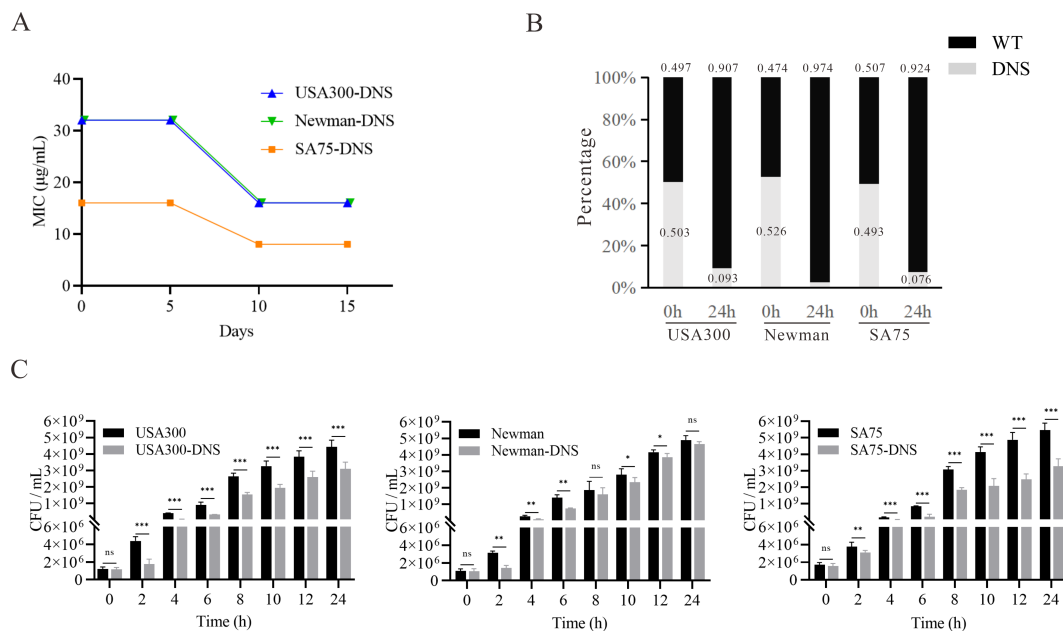 A
40
30
20
10
0
MIC (μg/mL)
0 5 10 15
Days
USA300-DNS
Newman-DNS
SA75-DNS
B
WT
DNS
0.497 0.907 0.474 0.974 0.507 0.924
100%
80%
60%
40%
20%
0%
Percentage
0.503 0.093 0.526 0.493 0.076
0h 24h 0h 24h 0h 24h
USA300 Newman SA75
C
6×10⁹
5×10⁹
4×10⁹
3×10⁹
2×10⁹
1×10⁹
6×10⁶
4×10⁶
2×10⁶
0
CFU / mL
USA300
USA300-DNS
ns *** *** *** *** *** *** ***
0 2 4 6 8 10 12 24
Time (h)
6×10⁹
5×10⁹
4×10⁹
3×10⁹
2×10⁹
1×10⁹
6×10⁶
4×10⁶
2×10⁶
0
CFU / mL
Newman
Newman-DNS
ns ** ** ** ns * * ns
0 2 4 6 8 10 12 24
Time (h)
6×10⁹
5×10⁹
4×10⁹
3×10⁹
2×10⁹
1×10⁹
6×10⁶
4×10⁶
2×10⁶
0
CFU / mL
SA75
SA75-DNS
ns ** *** *** *** *** *** ***
0 2 4 6 8 10 12 24
Time (h)